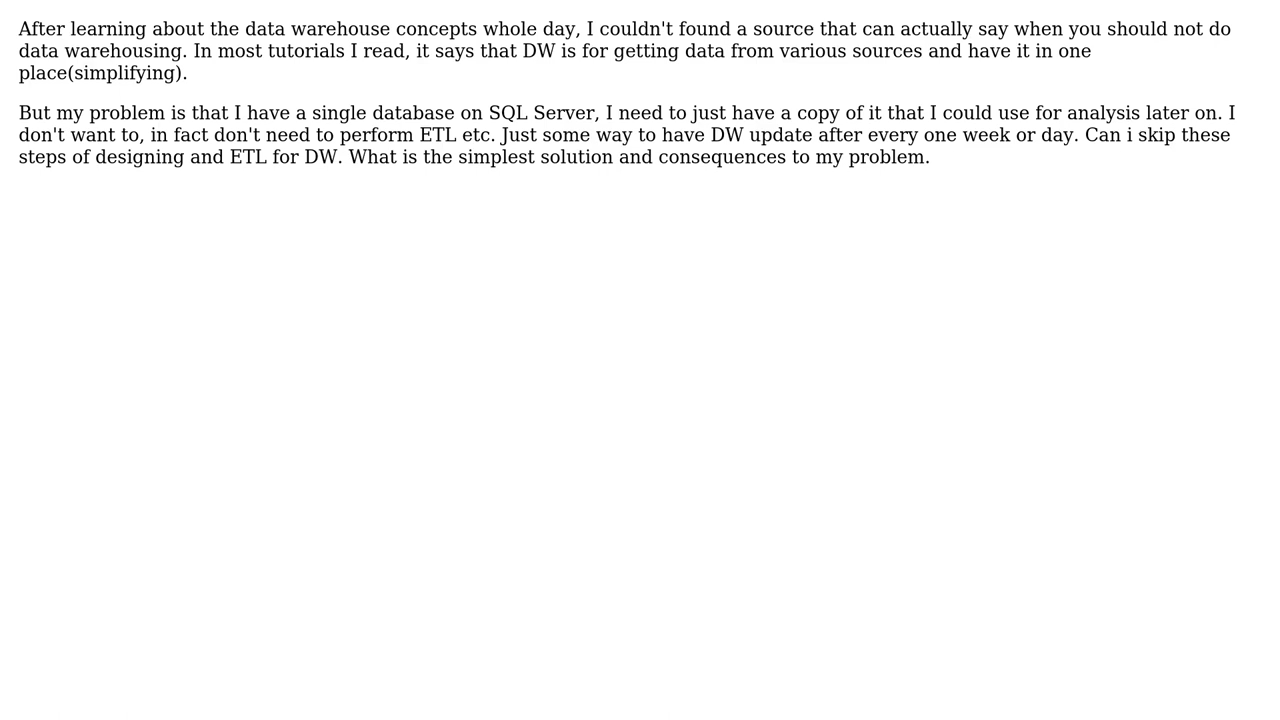 After learning about the data warehouse concepts whole day, I couldn't found a source that can actually say when you should not do
data warehousing. In most tutorials I read, it says that DW is for getting data from various sources and have it in one
place(simplifying).
But my problem is that I have a single database on SQL Server, I need to just have a copy of it that I could use for analysis later on. I
don't want to, in fact don't need to perform ETL etc. Just some way to have DW update after every one week or day. Can i skip these
steps of designing and ETL for DW. What is the simplest solution and consequences to my problem.